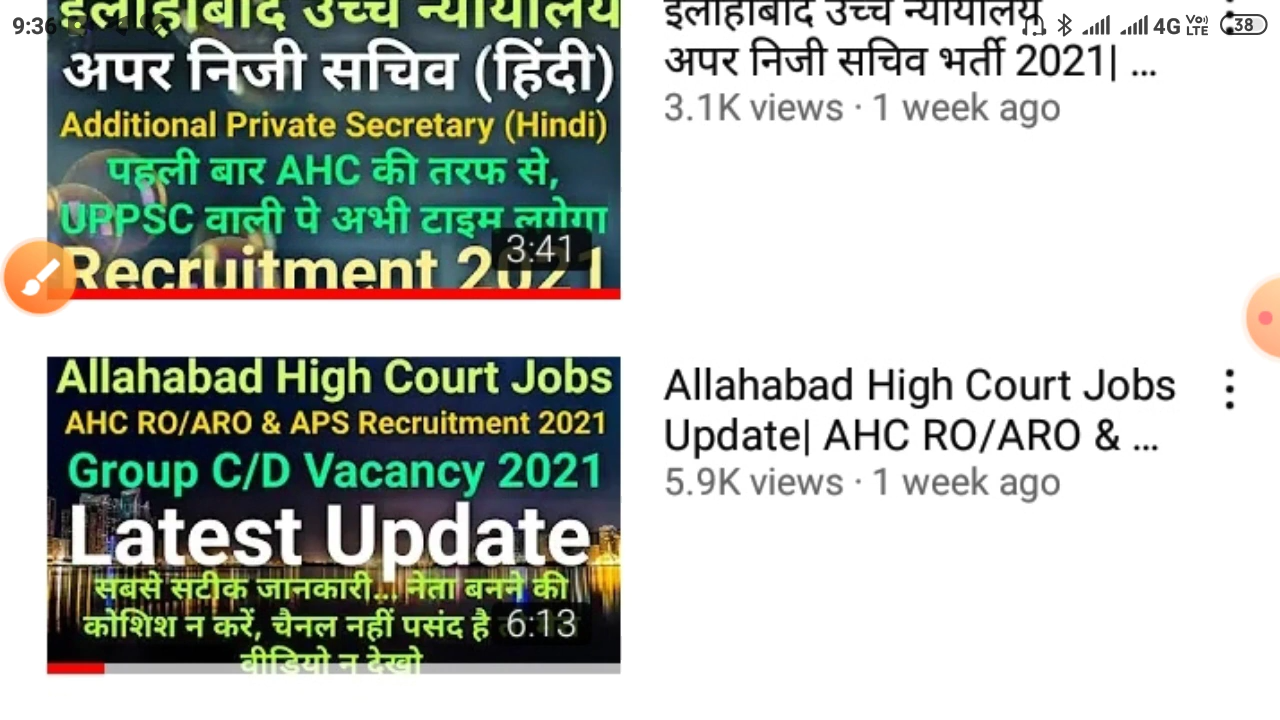 9:36
4G Vo) LTE 38
इलाहाबाद उच्च न्यायालय
अपर निजी सचिव (हिंदी)
Additional Private Secretary (Hindi)
पहली बार AHC की तरफ से,
UPPSC वाली पे अभी टाइम लगेगा
Recruitment 2021
3:41
इलाहाबाद उच्च न्यायालय
अपर निजी सचिव भर्ती 2021| ...
3.1K views · 1 week ago
Allahabad High Court Jobs
AHC RO/ARO & APS Recruitment 2021
Group C/D Vacancy 2021
Latest Update
सबसे सटीक जानकारी... नेता बनने की
कोशिश न करें, चैनल नहीं पसंद है
वीडियो न देखो
6:13
Allahabad High Court Jobs
Update| AHC RO/ARO & ...
5.9K views · 1 week ago